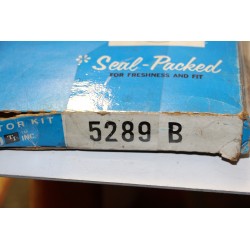 Seal-Packed
FOR FRESHNESS AND FIT
TOR KIT
INC.
5289 B